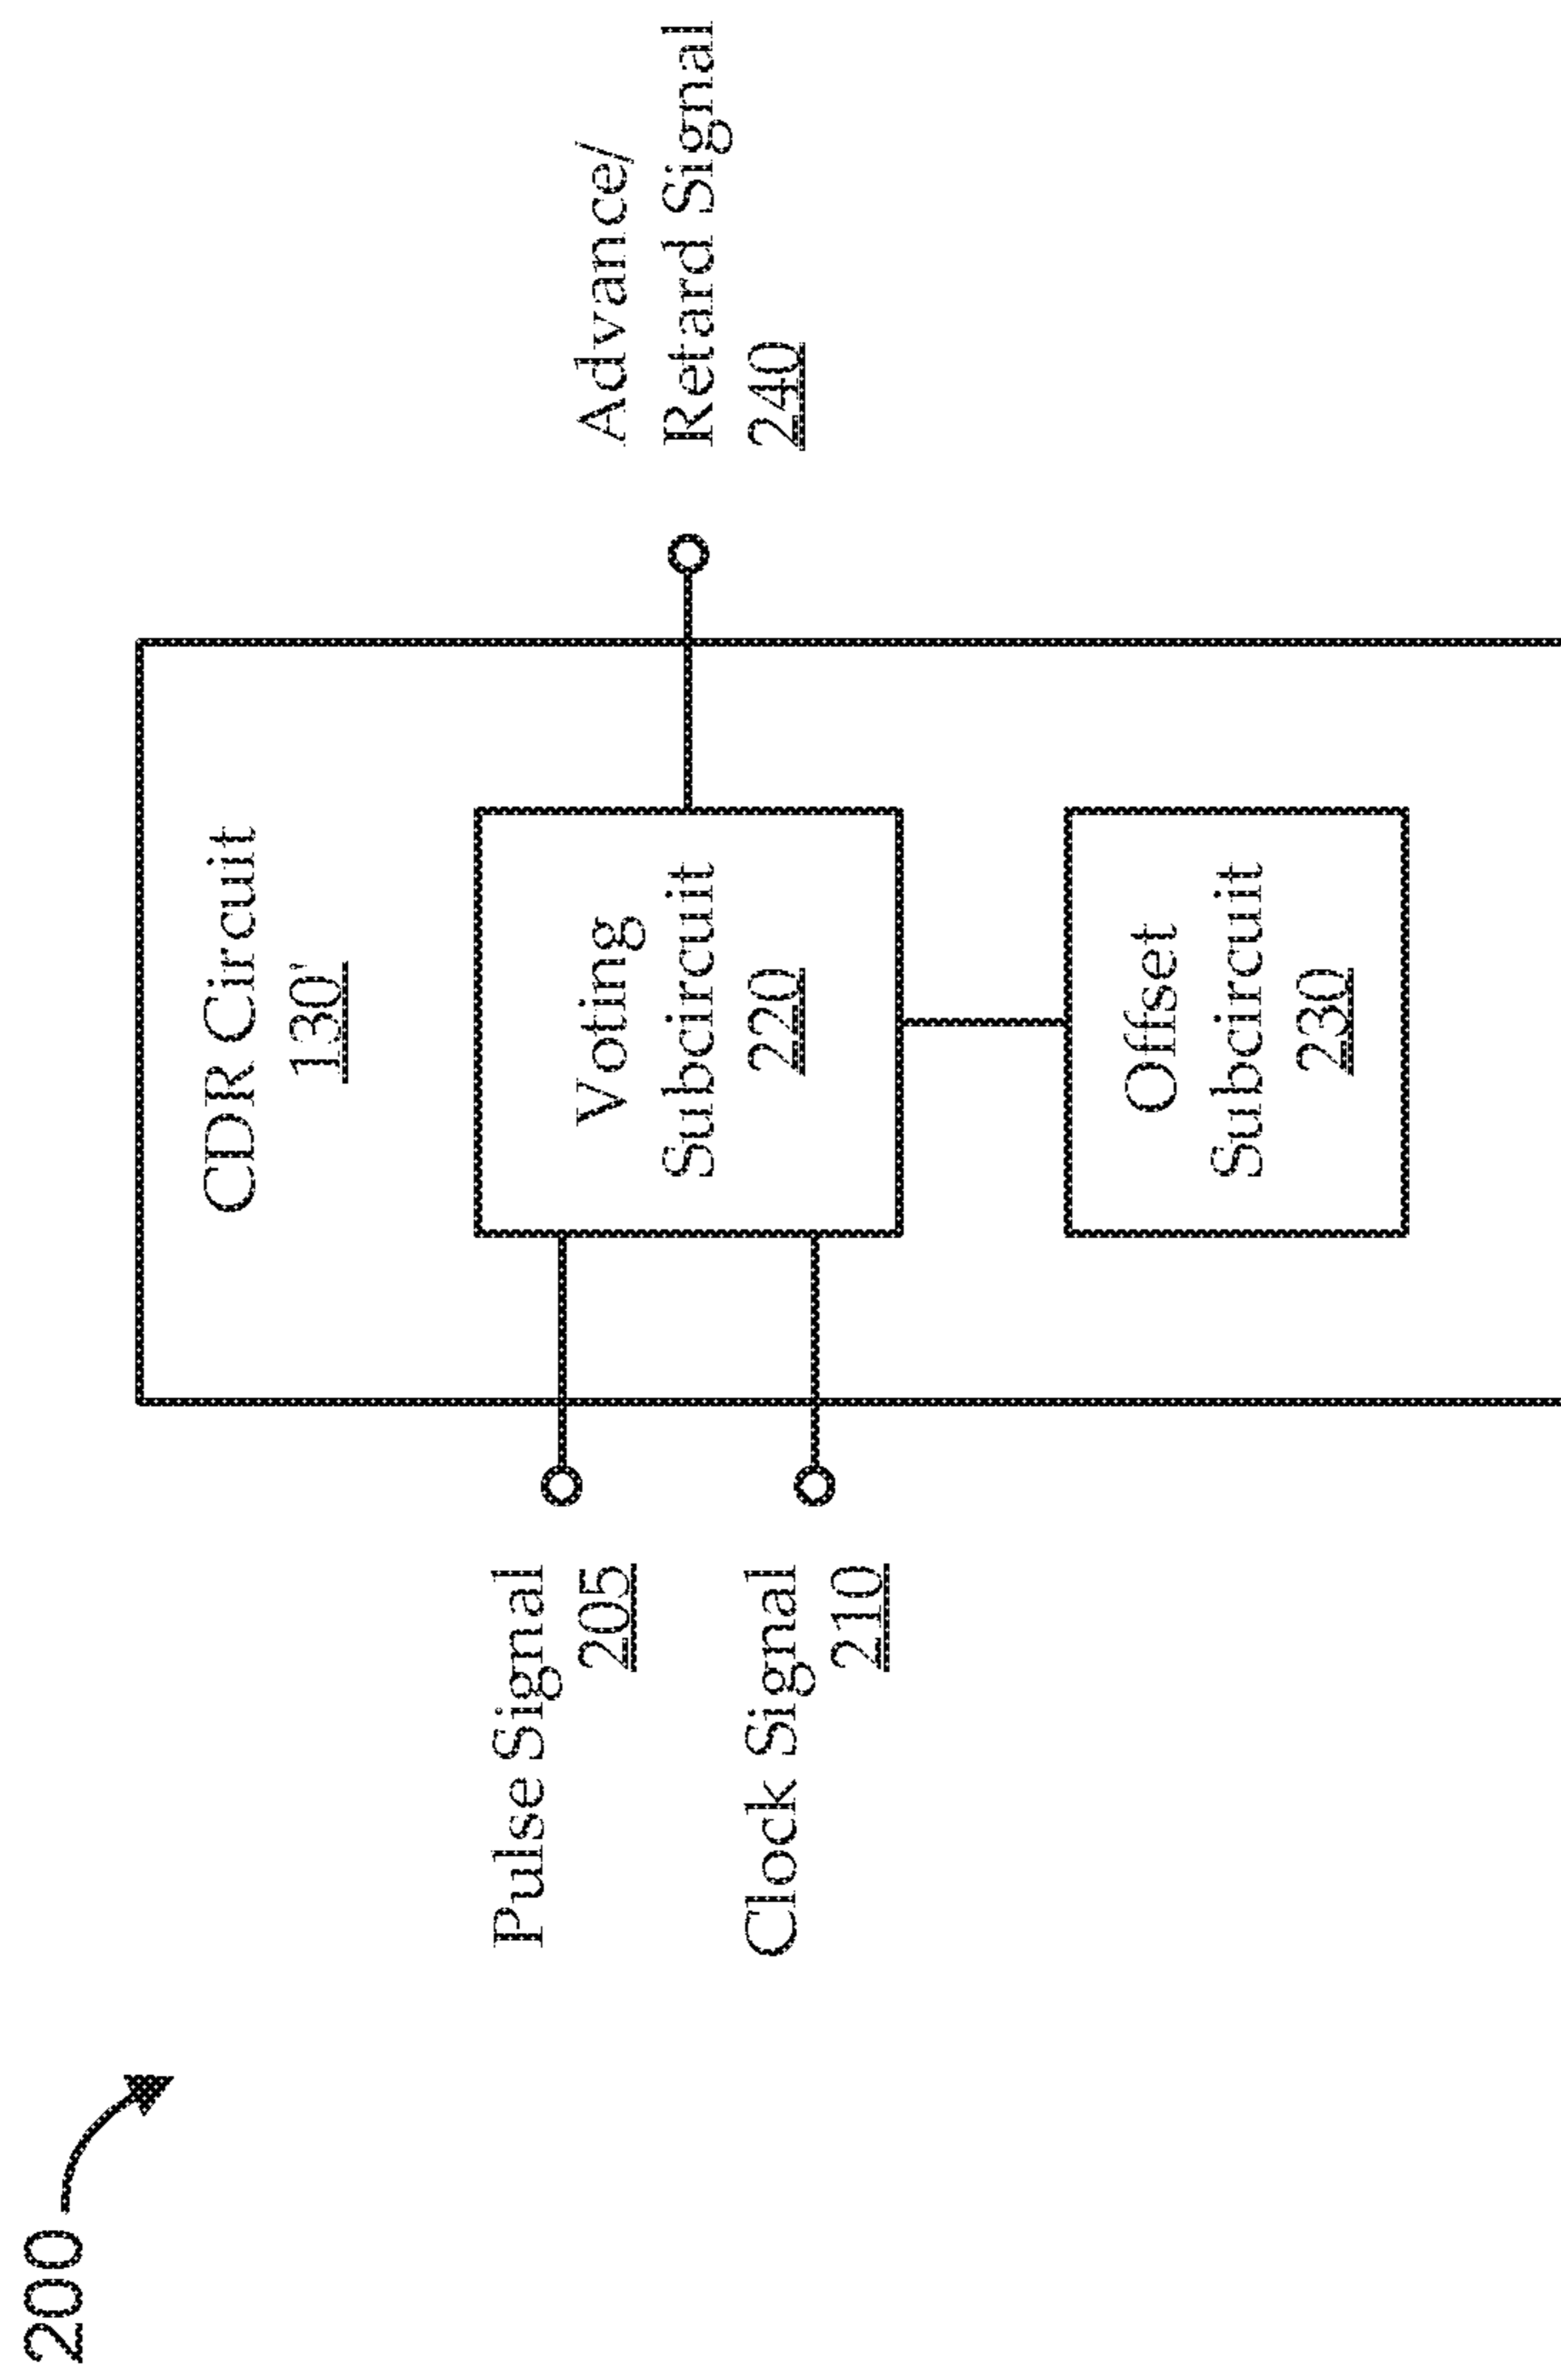 200
CDR Circuit
130'
Pulse Signal
205
Clock Signal
210
Voting
Subcircuit
220
Advance/
Retard Signal
240
Offset
Subcircuit
230